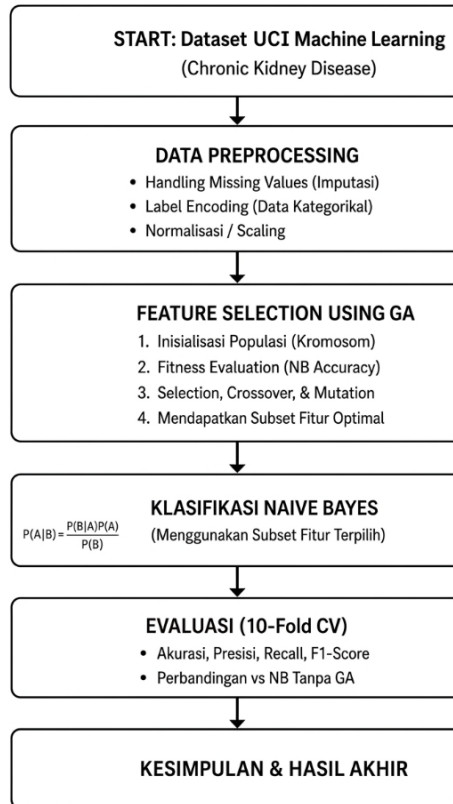 START: Dataset UCI Machine Learning
(Chronic Kidney Disease)
DATA PREPROCESSING
• Handling Missing Values (Imputasi)
• Label Encoding (Data Kategorikal)
• Normalisasi / Scaling
FEATURE SELECTION USING GA
1. Inisialisasi Populasi (Kromosom)
2. Fitness Evaluation (NB Accuracy)
3. Selection, Crossover, & Mutation
4. Mendapatkan Subset Fitur Optimal
KLASIFIKASI NAIVE BAYES
P(A|B) = P(B|A)P(A) / P(B)
(Menggunakan Subset Fitur Terpilih)
EVALUASI (10-Fold CV)
• Akurasi, Presisi, Recall, F1-Score
• Perbandingan vs NB Tanpa GA
KESIMPULAN & HASIL AKHIR